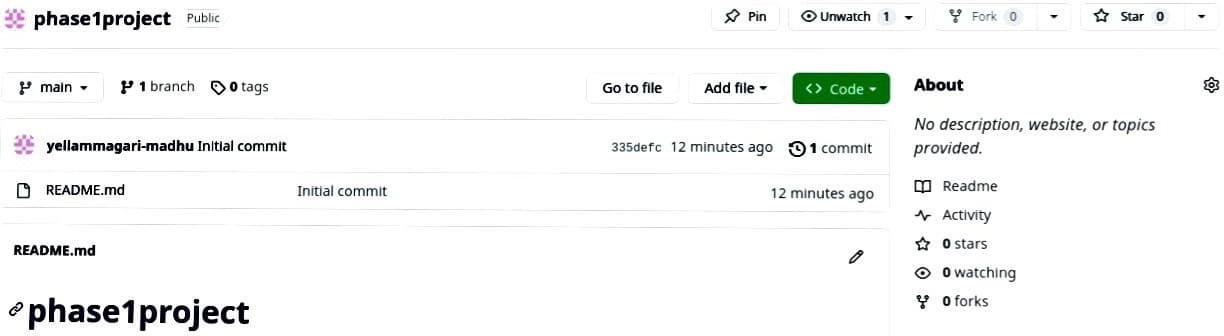 phase1project Public Pin Unwatch 1 Fork 0 Star 0
main 1 branch 0 tags Go to file Add file Code
yellammagari-madhu Initial commit 335defc 12 minutes ago 1 commit
README.md Initial commit 12 minutes ago
README.md
phase1project
About
No description, website, or topics
provided.
Readme
Activity
0 stars
0 watching
0 forks